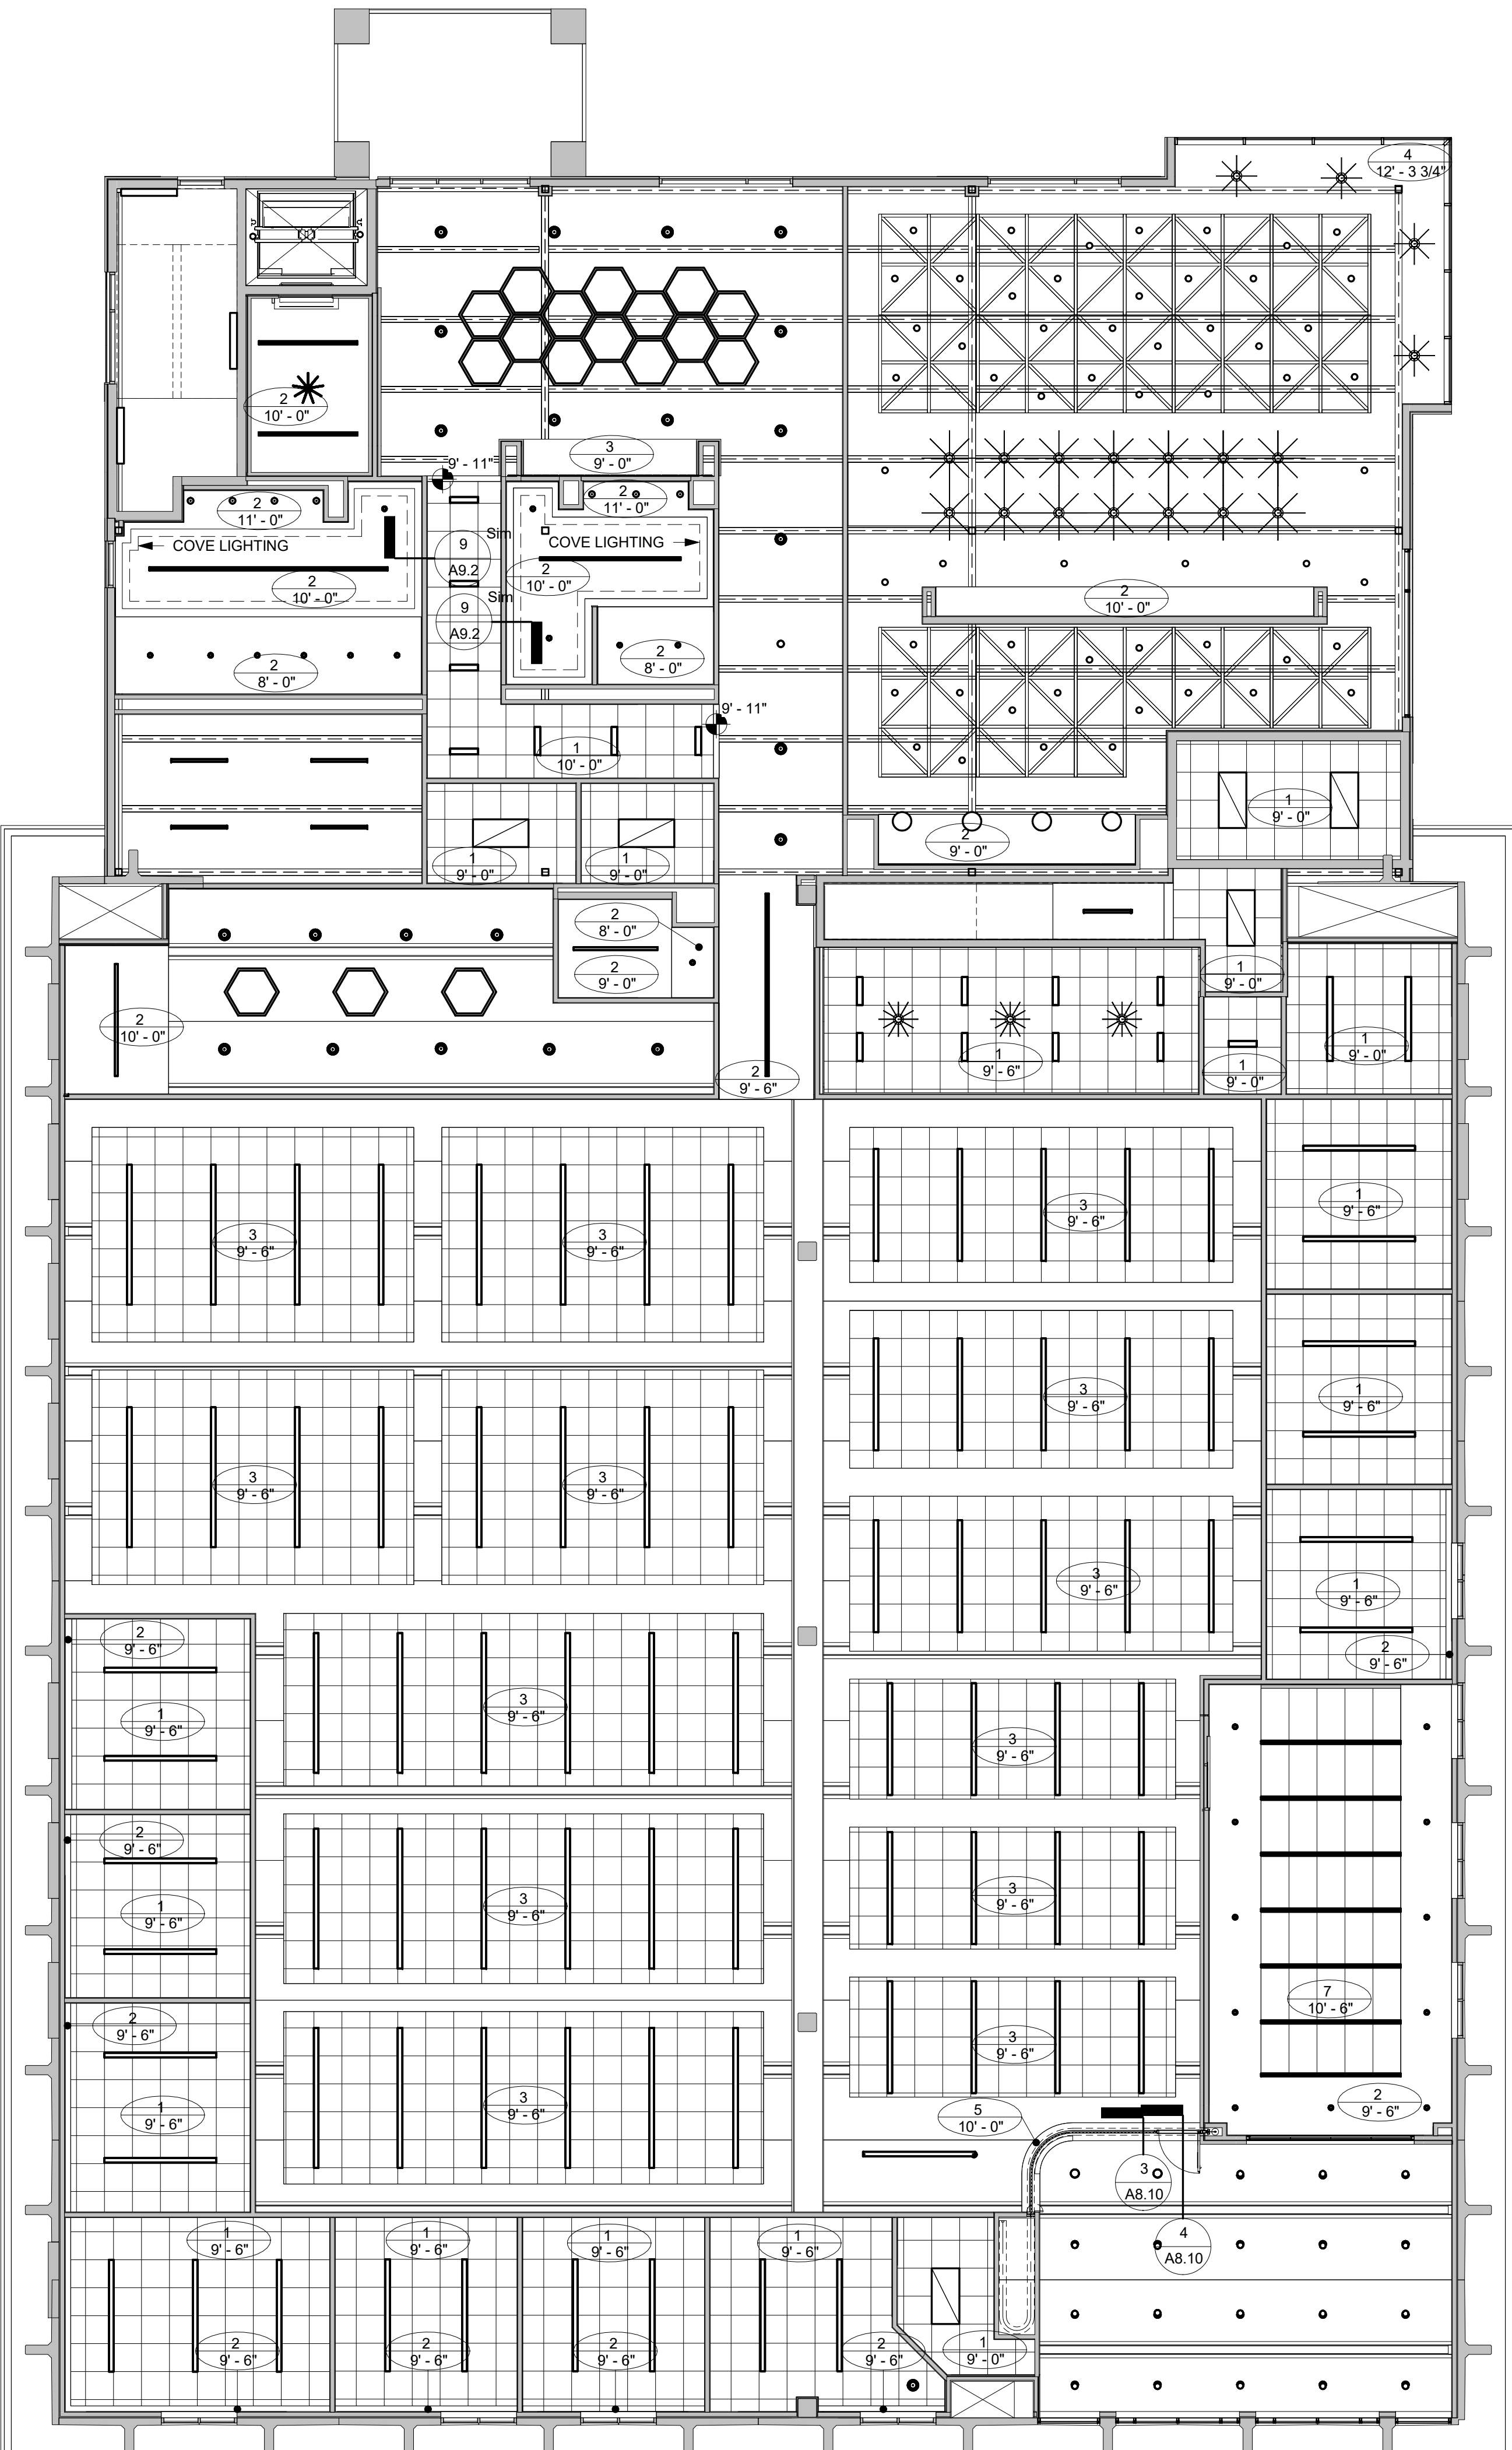 4
12' - 3 3/4"
2
10' - 0"
3
9' - 0"
9' - 11"
2
11' - 0"
2
11' - 0"
Sim
COVE LIGHTING
COVE LIGHTING
9
A9.2
2
10' - 0"
2
10' - 0"
Sim
9
A9.2
2
10' - 0"
2
8' - 0"
2
8' - 0"
9' - 11"
1
10' - 0"
1
9' - 0"
2
9' - 0"
1
9' - 0"
1
9' - 0"
2
8' - 0"
2
9' - 0"
1
9' - 0"
2
10' - 0"
1
9' - 6"
1
9' - 0"
2
9' - 6"
1
9' - 0"
1
9' - 6"
3
9' - 6"
3
9' - 6"
3
9' - 6"
3
9' - 6"
1
9' - 6"
3
9' - 6"
3
9' - 6"
3
9' - 6"
1
9' - 6"
2
9' - 6"
2
9' - 6"
3
9' - 6"
1
9' - 6"
3
9' - 6"
2
9' - 6"
3
9' - 6"
3
9' - 6"
1
9' - 6"
7
10' - 6"
2
9' - 6"
3
9' - 6"
3
9' - 6"
1
9' - 6"
2
9' - 6"
5
10' - 0"
3
A8.10
4
A8.10
1
9' - 6"
1
9' - 6"
1
9' - 6"
1
9' - 6"
2
9' - 6"
2
9' - 6"
2
9' - 6"
2
9' - 6"
1
9' - 0"